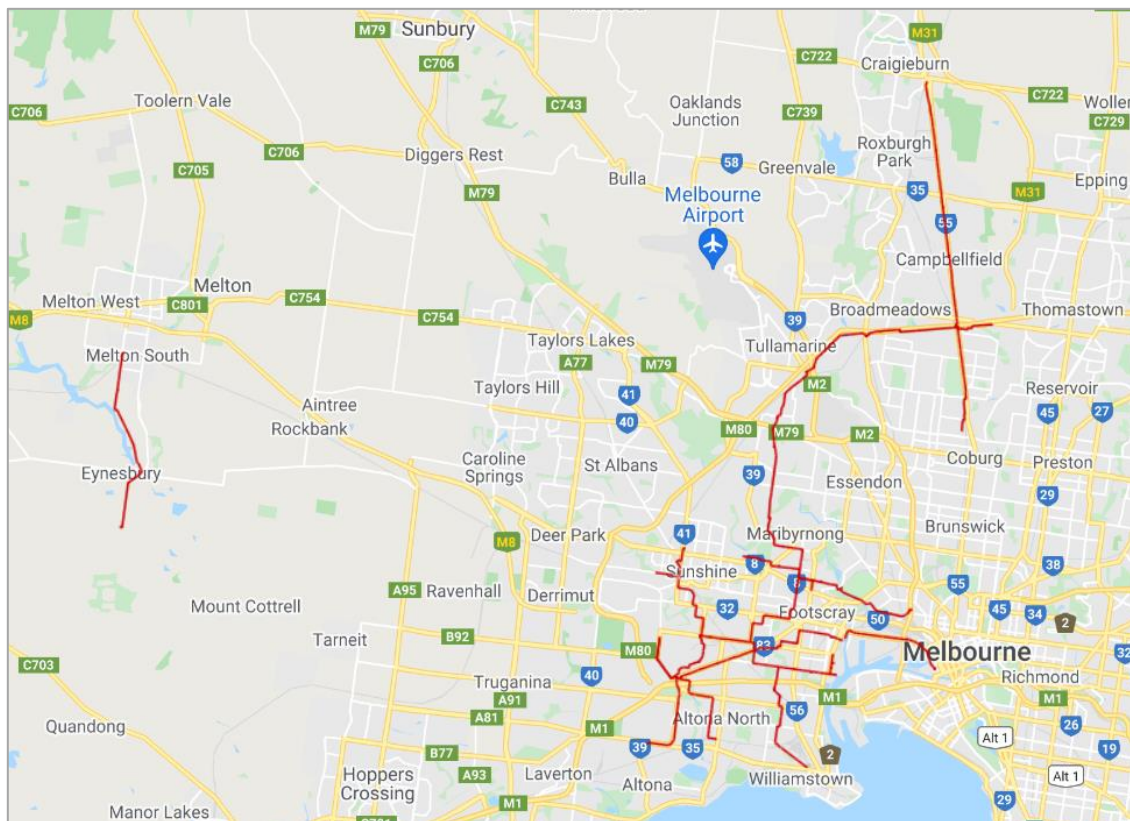 M79
Sunbury
M31
C706
C722
Craigieburn
C706
Toolern Vale
C743
Oaklands
Junction
C739
C722
Woller
C729
C706
Diggers Rest
Roxburgh
Park
C705
Bulla
58
Greenvale
Epping
M79
Melbourne
Airport
35
M31
55
Campbellfield
Melton
Melton West
C801
C754
C754
39
Broadmeadows
Thomastown
M8
Taylors Lakes
Tullamarine
Melton South
A77
M79
Taylors Hill
41
M2
Reservoir
Aintree
Rockbank
40
M80
M79
M2
45
27
Caroline
Springs
St Albans
39
Coburg
Preston
Eynesbury
Essendon
29
Deer Park
41
Maribyrnong
Brunswick
M8
Sunshine
8
8
55
38
A95
Ravenhall
Derrimut
32
Footscray
50
45
34
2
Mount Cottrell
Tarneit
B92
M80
83
Melbourne
32
C703
Truganina
40
Richmond
A91
M1
M1
Quandong
A81
M1
Altona North
56
26
B77
39
35
2
Alt 1
19
Hoppers
Crossing
A93
Laverton
Altona
Williamstown
Alt 1
Manor Lakes
M1
29